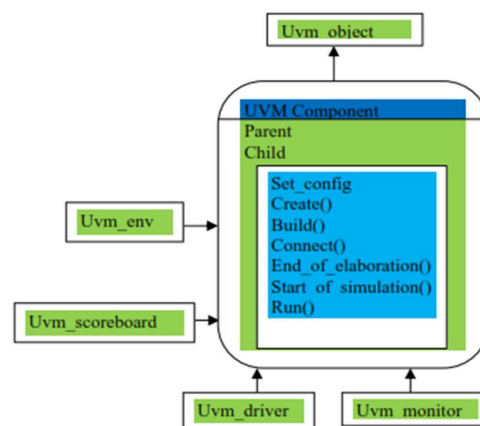 Uvm_object
UVM Component
Parent
Child
Set_config
Create()
Build()
Connect()
End_of_elaboration()
Start_of_simulation()
Run()
Uvm_env
Uvm_scoreboard
Uvm_driver
Uvm_monitor